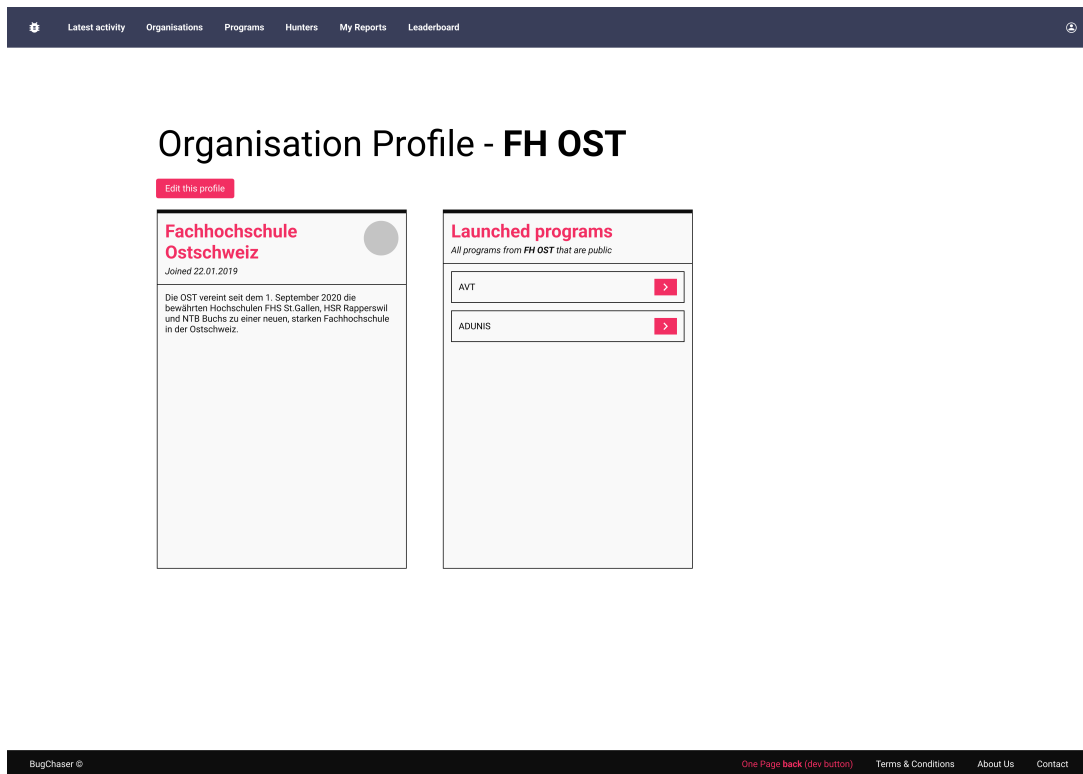 Latest activity Organisations Programs Hunters My Reports Leaderboard
Organisation Profile - FH OST
Edit this profile
Fachhochschule
Ostschweiz
Joined 22.01.2019
Die OST vereint seit dem 1. September 2020 die
bewährten Hochschulen FHS St.Gallen, HSR Rapperswil
und NTB Buchs zu einer neuen, starken Fachhochschule
in der Ostschweiz.
Launched programs
All programs from FH OST that are public
AVT
ADUNIS
BugChaser © One Page back (dev button) Terms & Conditions About Us Contact